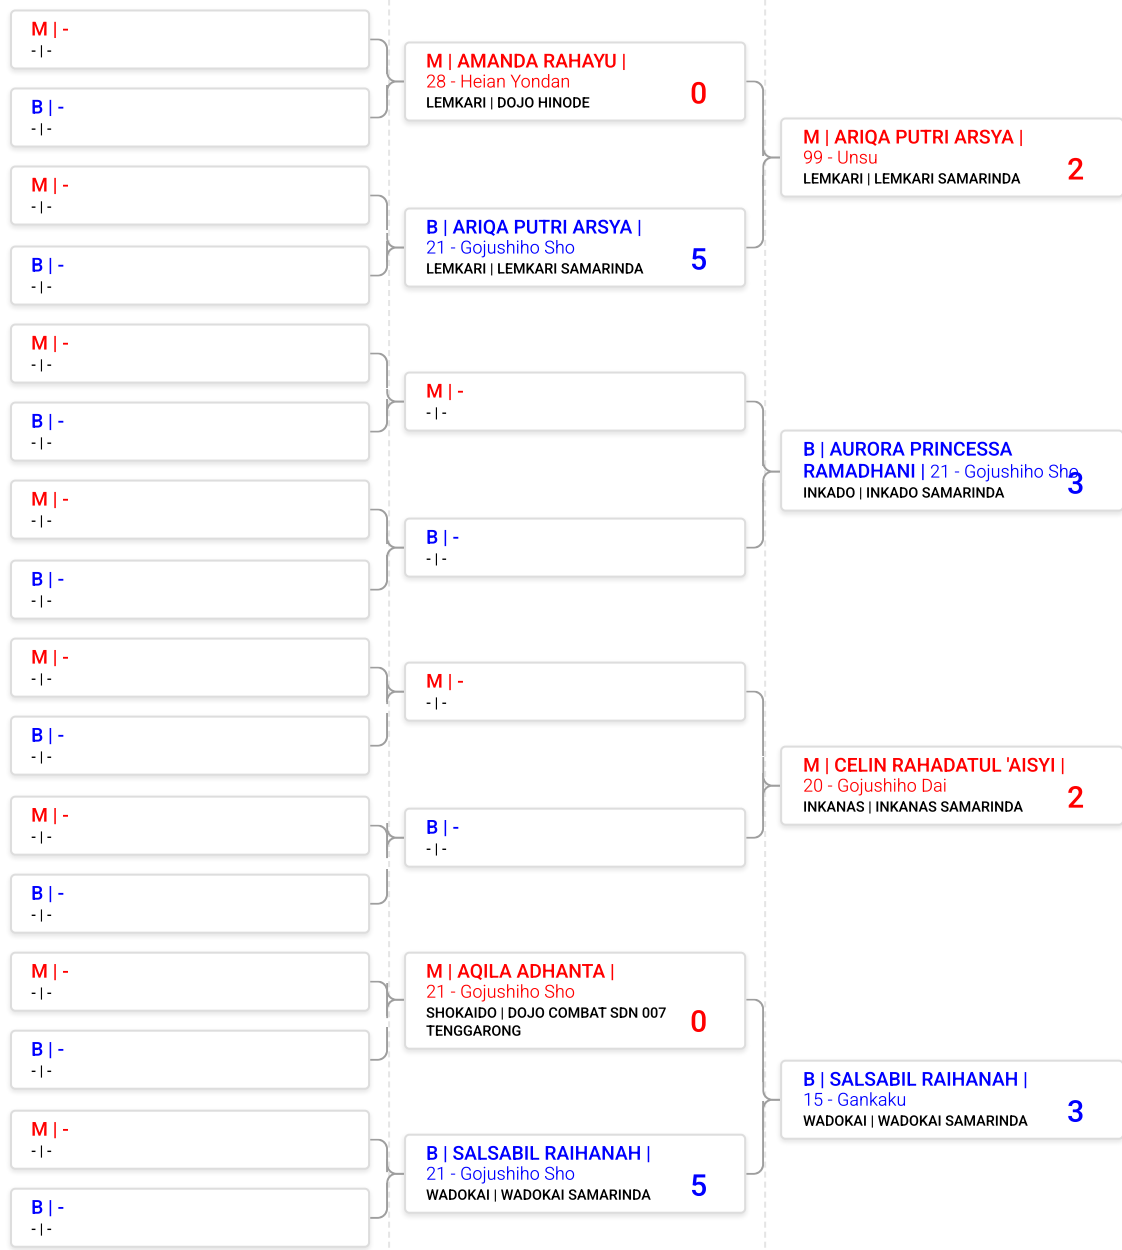 M | -
- | -
B | -
- | -
M | -
- | -
B | -
- | -
M | -
- | -
B | -
- | -
M | -
- | -
B | -
- | -
M | -
- | -
B | -
- | -
M | -
- | -
B | -
- | -
M | -
- | -
B | -
- | -
M | -
- | -
B | -
- | -
M | AMANDA RAHAYU |
28 - Heian Yondan
LEMKARI | DOJO HINODE
0
B | ARIQA PUTRI ARSYA |
21 - Gojushiho Sho
LEMKARI | LEMKARI SAMARINDA
5
M | -
- | -
B | -
- | -
M | -
- | -
B | -
- | -
M | AQILA ADHANTA |
21 - Gojushiho Sho
SHOKAIDO | DOJO COMBAT SDN 007
TENGGARONG
0
B | SALSABIL RAIHANAH |
21 - Gojushiho Sho
WADOKAI | WADOKAI SAMARINDA
5
M | ARIQA PUTRI ARSYA |
99 - Unsu
LEMKARI | LEMKARI SAMARINDA
2
B | AURORA PRINCESSA
RAMADHANI | 21 - Gojushiho Sho
INKADO | INKADO SAMARINDA
3
M | CELIN RAHADATUL 'AISYI |
20 - Gojushiho Dai
INKANAS | INKANAS SAMARINDA
2
B | SALSABIL RAIHANAH |
15 - Gankaku
WADOKAI | WADOKAI SAMARINDA
3